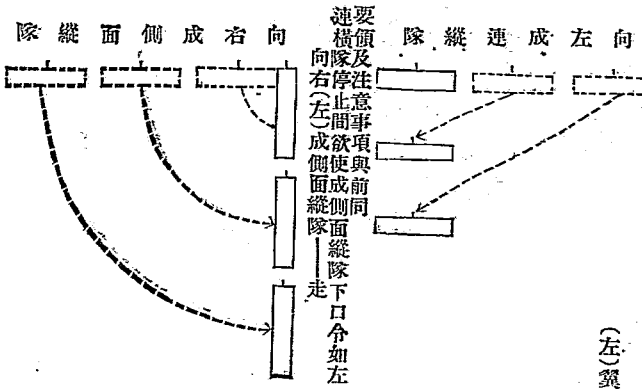 (左)翼
向左成連縱隊
要領及注意事項與前同
連橫隊停止間欲使成側面縱隊下口令如左
向右(左)成側面縱隊——走
向右成側面縱隊